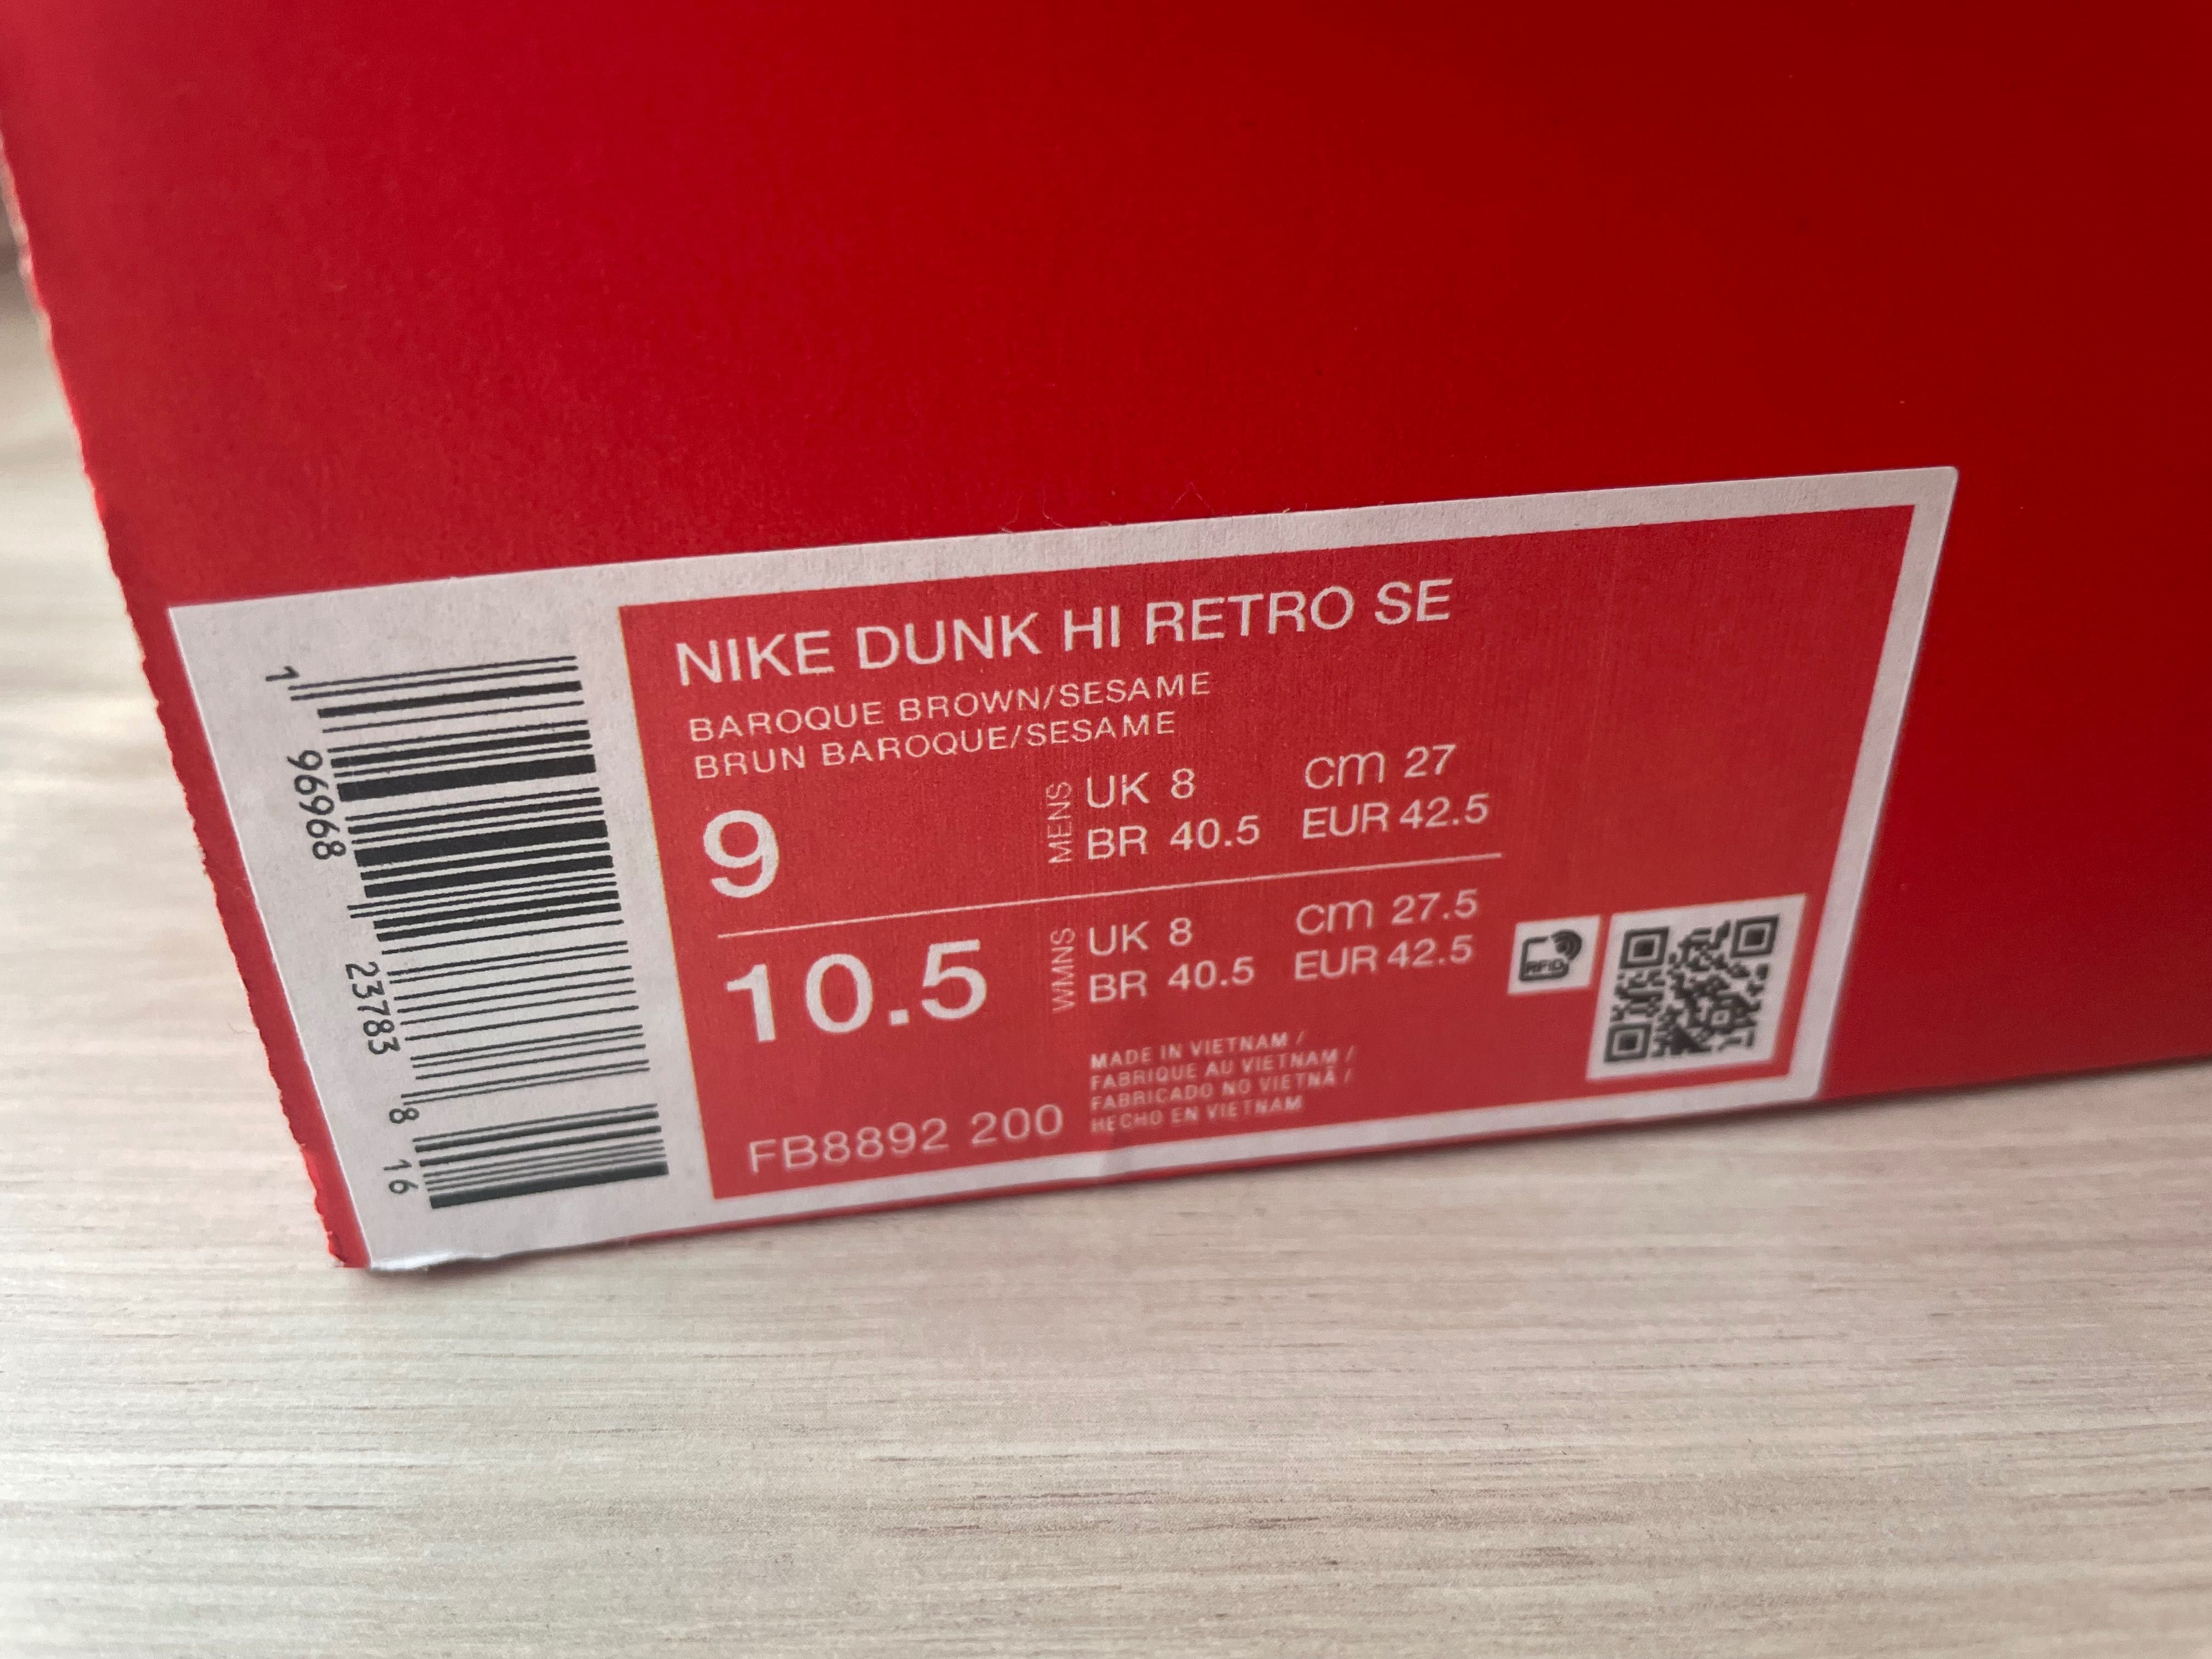 NIKE DUNK HI RETRO SE
BAROQUE BROWN/SESAME
BRUN BAROQUE/SESAME
9
MENS
UK 8 cm 27
BR 40.5 EUR 42.5
10.5
WMNS
UK 8 cm 27.5
BR 40.5 EUR 42.5
MADE IN VIETNAM /
FABRIQUE AU VIETNAM /
FABRICADO NO VIETNÃ /
HECHO EN VIETNAM
FB8892 200
RFID
1 96968 23783 8 16